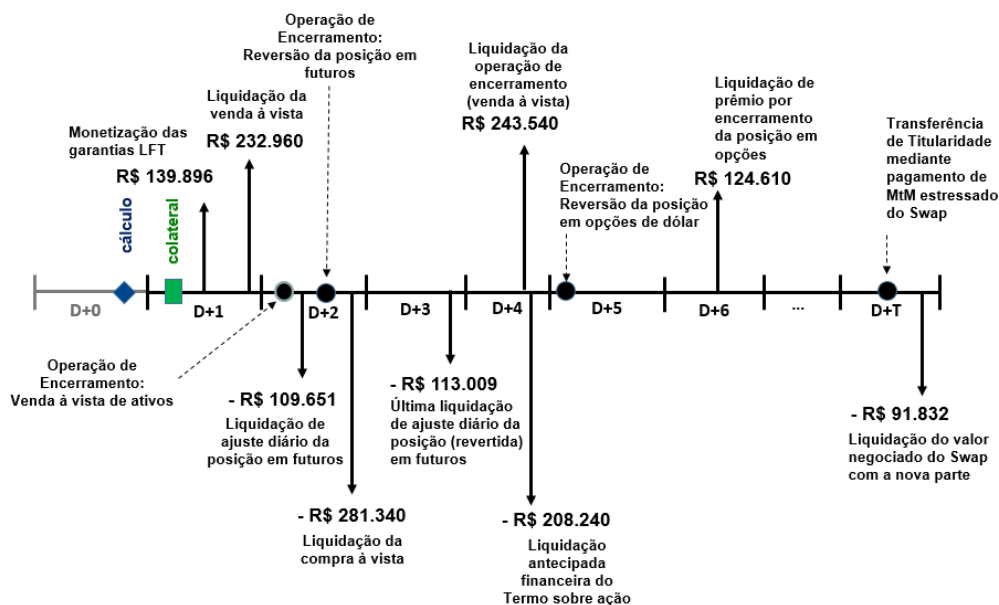 Operação de
Encerramento:
Reversão da posição em
futuros
Liquidação da
venda à vista
R$ 232.960
Monetização das
garantias LFT
R$ 139.896
Liquidação da
operação de
encerramento
(venda à vista)
R$ 243.540
Liquidação de
prêmio por
encerramento
da posição em
opções
R$ 124.610
Operação de
Encerramento:
Reversão da posição
em opções de dólar
Transferência
de Titularidade
mediante
pagamento de
MtM estressado
do Swap
cálculo
colateral
D+0
D+1
D+2
D+3
D+4
D+5
D+6
...
D+T
Operação de
Encerramento:
Venda à vista de ativos
- R$ 109.651
Liquidação de
ajuste diário da
posição em futuros
- R$ 281.340
Liquidação da
compra à vista
- R$ 113.009
Última liquidação
de ajuste diário da
posição (revertida)
em futuros
- R$ 208.240
Liquidação
antecipada
financeira do
Termo sobre ação
- R$ 91.832
Liquidação do valor
negociado do Swap
com a nova parte